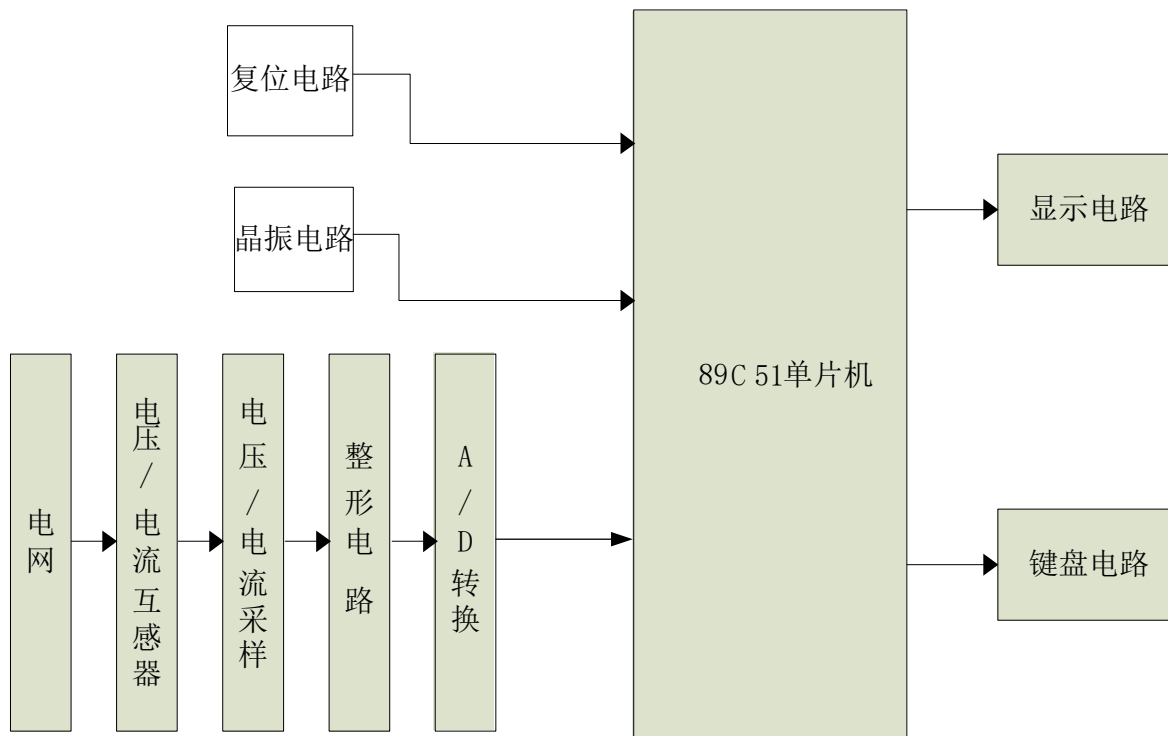 复位电路
晶振电路
显示电路
89C 51单片机
键盘电路
电网
电压/电流互感器
电压/电流采样
整形电路
A/D转换